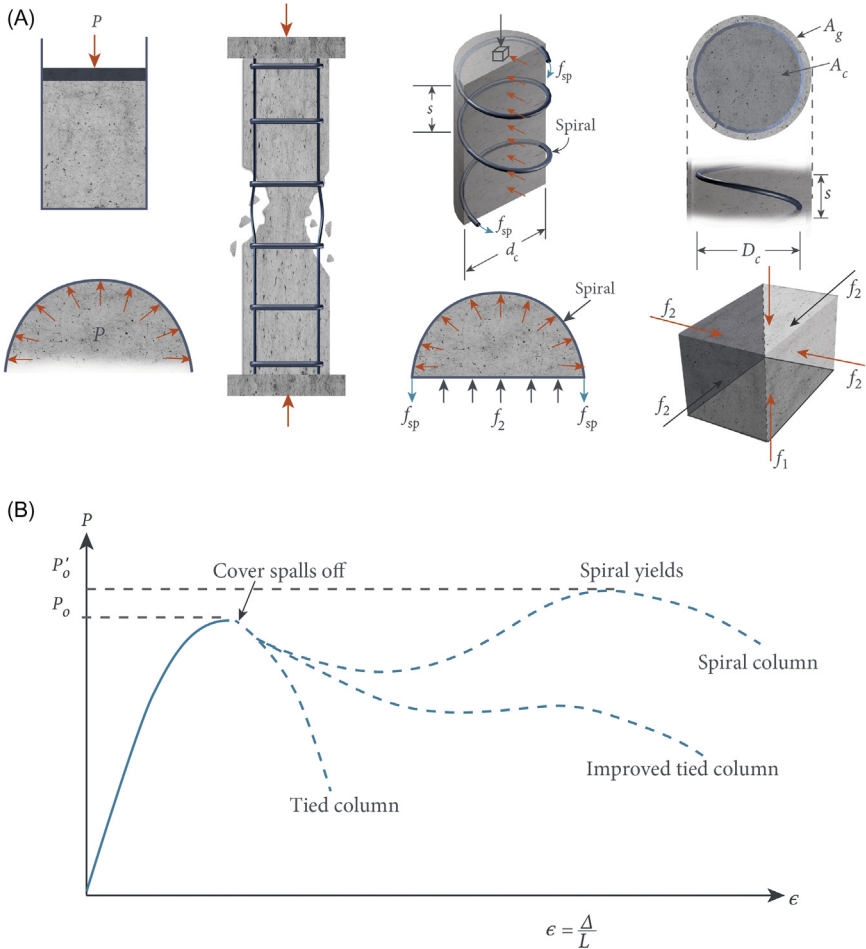 (A)
P
P
f_sp
s
Spiral
f_sp
d_c
Spiral
f_sp
f_2
f_sp
A_g
A_c
s
D_c
f_2
f_2
f_2
f_2
f_1
(B)
P
P_o'
Cover spalls off
Spiral yields
P_o
Spiral column
Improved tied column
Tied column
ϵ
ϵ = Δ/L